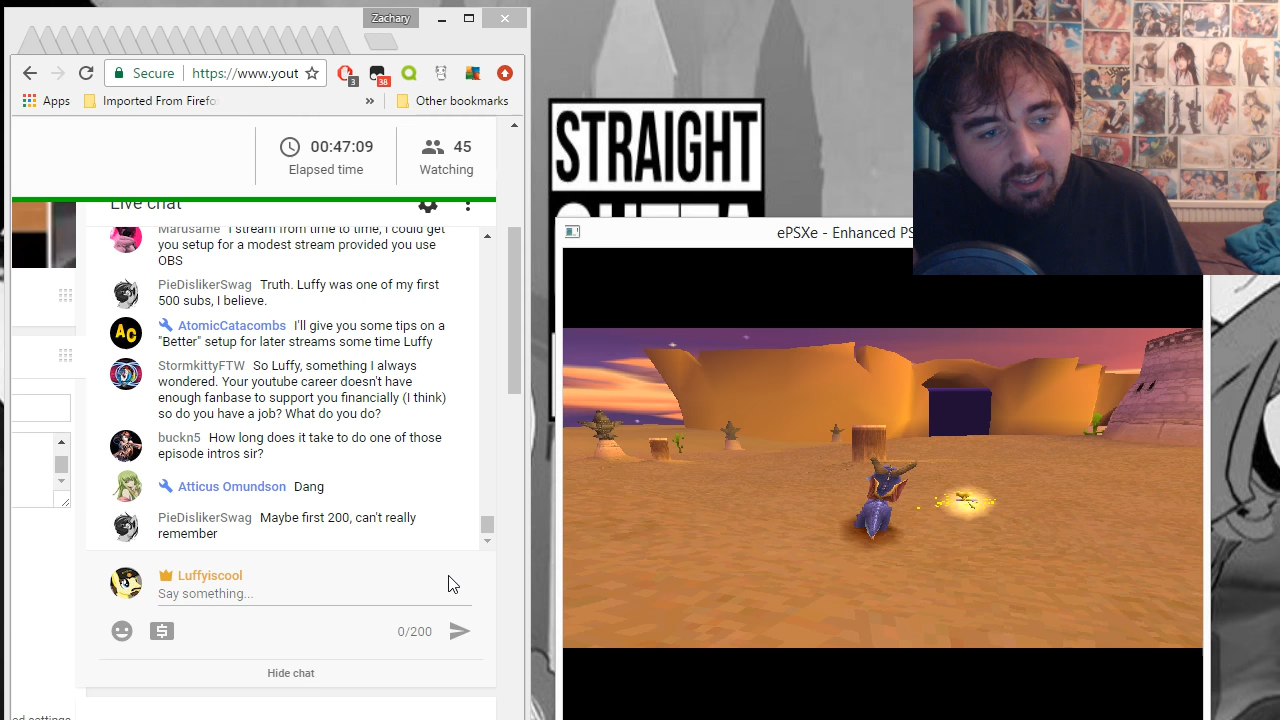 Zachary
Secure https://www.yout
3
38
Apps Imported From Firefo » Other bookmarks
00:47:09 45
Elapsed time Watching
Live chat
Marusame I stream from time to time, I could get
you setup for a modest stream provided you use
OBS
PieDislikerSwag Truth. Luffy was one of my first
500 subs, I believe.
AC
AtomicCatacombs I'll give you some tips on a
"Better" setup for later streams some time Luffy
StormkittyFTW So Luffy, something I always
wondered. Your youtube career doesn't have
enough fanbase to support you financially (I think)
so do you have a job? What do you do?
buckn5 How long does it take to do one of those
episode intros sir?
Atticus Omundson Dang
PieDislikerSwag Maybe first 200, can't really
remember
Luffyiscool
Say something...
0/200
Hide chat
ed settings
STRAIGHT
OUTTA
ePSXe - Enhanced PS